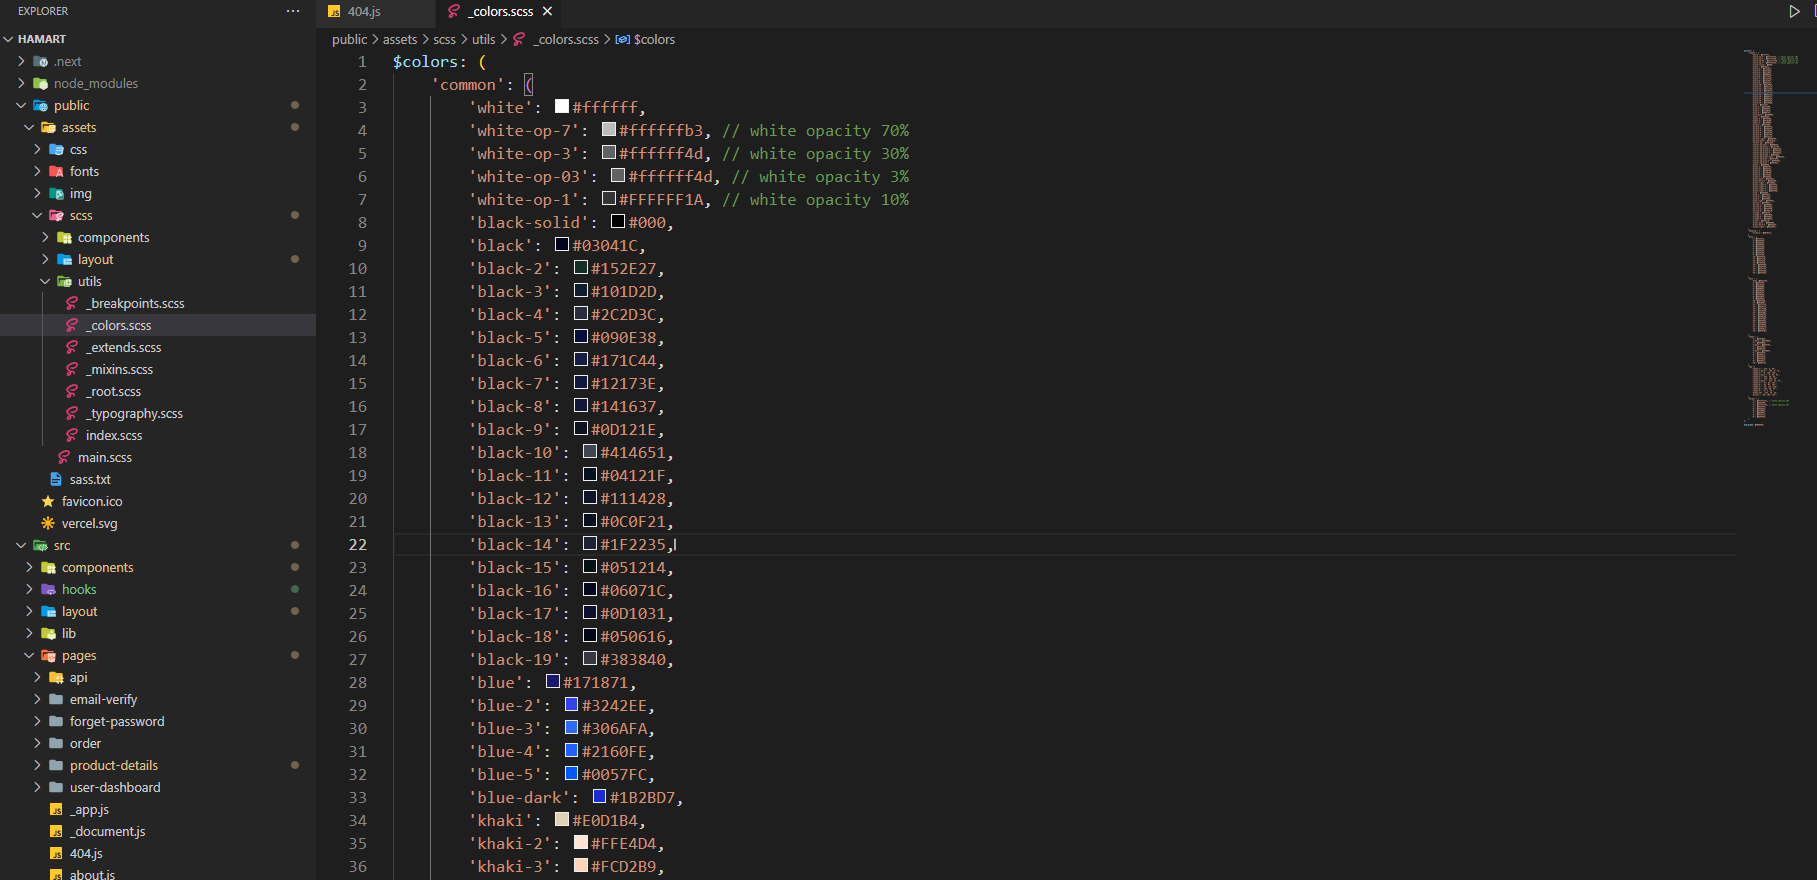 EXPLORER
HAMART
.next
node_modules
public
assets
css
fonts
img
scss
components
layout
utils
_breakpoints.scss
_colors.scss
_extends.scss
_mixins.scss
_root.scss
_typography.scss
index.scss
main.scss
sass.txt
favicon.ico
vercel.svg
src
components
hooks
layout
lib
pages
api
email-verify
forget-password
order
product-details
user-dashboard
_app.js
_document.js
404.js
about.js
404.js
_colors.scss
public > assets > scss > utils > _colors.scss > $colors
1 $colors: (
2 'common': (
3 'white': #ffffff,
4 'white-op-7': #ffffffb3, // white opacity 70%
5 'white-op-3': #ffffff4d, // white opacity 30%
6 'white-op-03': #ffffff4d, // white opacity 3%
7 'white-op-1': #FFFFFF1A, // white opacity 10%
8 'black-solid': #000,
9 'black': #03041C,
10 'black-2': #152E27,
11 'black-3': #101D2D,
12 'black-4': #2C2D3C,
13 'black-5': #090E38,
14 'black-6': #171C44,
15 'black-7': #12173E,
16 'black-8': #141637,
17 'black-9': #0D121E,
18 'black-10': #414651,
19 'black-11': #04121F,
20 'black-12': #111428,
21 'black-13': #0C0F21,
22 'black-14': #1F2235,
23 'black-15': #051214,
24 'black-16': #06071C,
25 'black-17': #0D1031,
26 'black-18': #050616,
27 'black-19': #383840,
28 'blue': #171871,
29 'blue-2': #3242EE,
30 'blue-3': #306AFA,
31 'blue-4': #2160FE,
32 'blue-5': #0057FC,
33 'blue-dark': #1B2BD7,
34 'khaki': #E0D1B4,
35 'khaki-2': #FFE4D4,
36 'khaki-3': #FCD2B9,